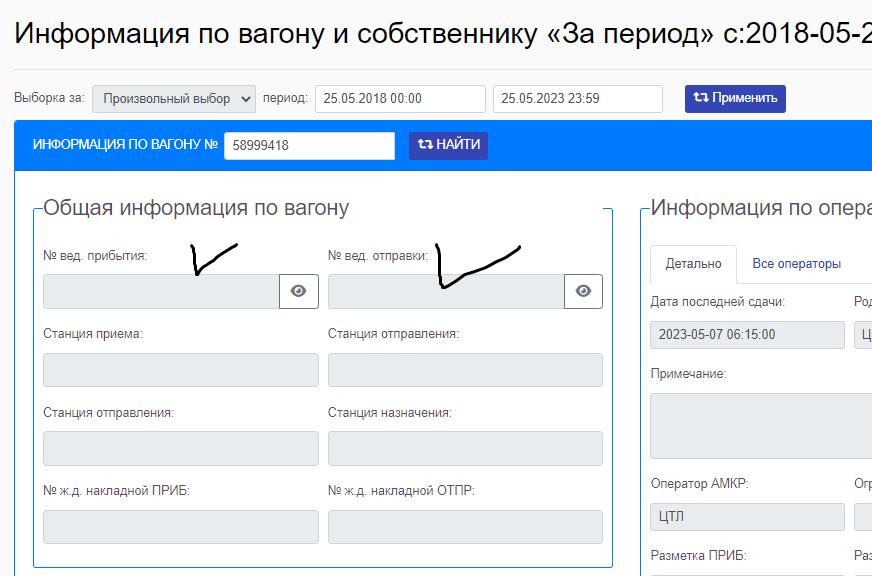 Информация по вагону и собственнику «За период» с:2018-05-2
Выборка за: Произвольный выбор период: 25.05.2018 00:00 25.05.2023 23:59 Применить
ИНФОРМАЦИЯ ПО ВАГОНУ № 58999418 НАЙТИ
Общая информация по вагону
№ вед. прибытия: № вед. отправки:
Станция приема: Станция отправления:
Станция отправления: Станция назначения:
№ ж.д. накладной ПРИБ: № ж.д. накладной ОТПР:
Информация по опера
Детально Все операторы
Дата последней сдачи: Род
2023-05-07 06:15:00 Ц
Примечание:
Оператор АМКР: Огр
ЦТЛ
Разметка ПРИБ: Раз